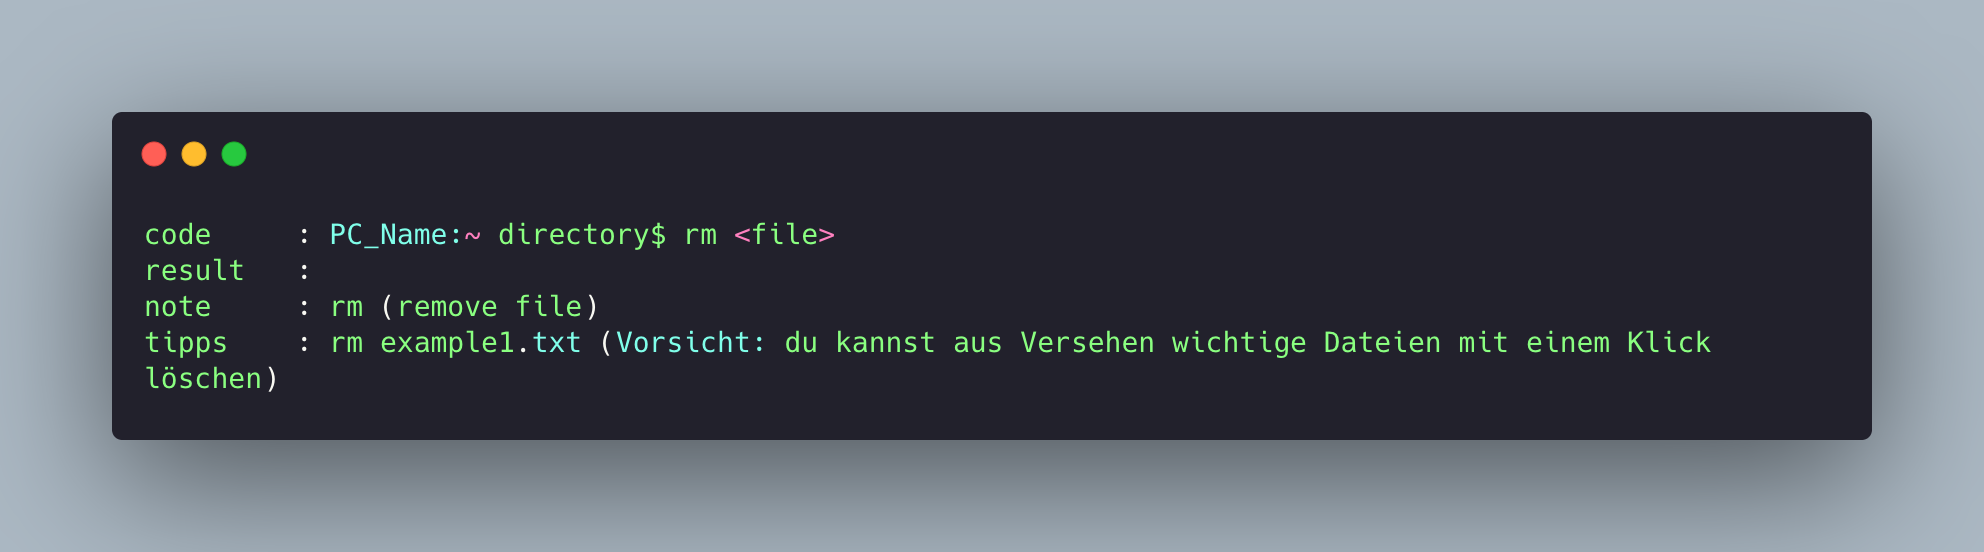 code     : PC_Name:~ directory$ rm <file>
result   :
note     : rm (remove file)
tipps    : rm example1.txt (Vorsicht: du kannst aus Versehen wichtige Dateien mit einem Klick
löschen)